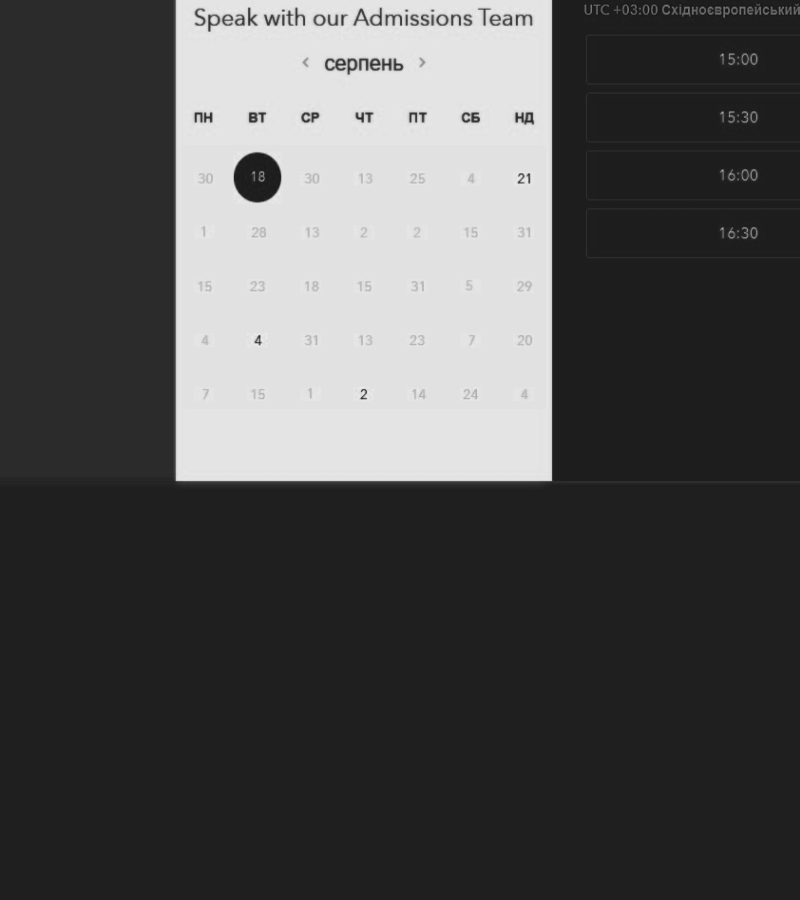 Speak with our Admissions Team
‹ серпень ›
ПН ВТ СР ЧТ ПТ СБ НД
30 18 30 13 25 4 21
1 28 13 2 2 15 31
15 23 18 15 31 5 29
4 4 31 13 23 7 20
7 15 1 2 14 24 4
UTC +03:00 Східноєвропейський
15:00
15:30
16:00
16:30